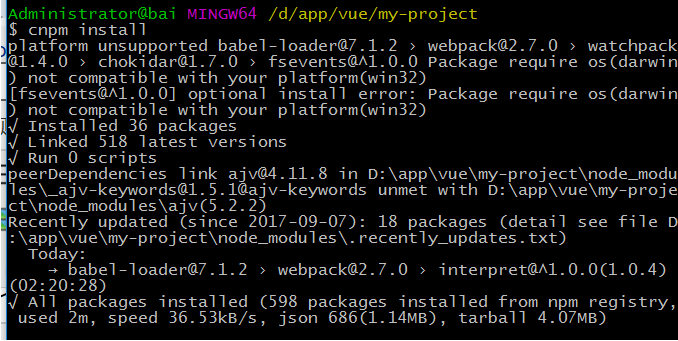 Administrator@bai MINGW64 /d/app/vue/my-project
$ cnpm install
platform unsupported babel-loader@7.1.2 › webpack@2.7.0 › watchpack
@1.4.0 › chokidar@1.7.0 › fsevents@^1.0.0 Package require os(darwin
) not compatible with your platform(win32)
[fsevents@^1.0.0] optional install error: Package require os(darwin
) not compatible with your platform(win32)
√ Installed 36 packages
√ Linked 518 latest versions
√ Run 0 scripts
peerDependencies link ajv@4.11.8 in D:\app\vue\my-project\node_modu
les\_ajv-keywords@1.5.1@ajv-keywords unmet with D:\app\vue\my-proje
ct\node_modules\ajv(5.2.2)
Recently updated (since 2017-09-07): 18 packages (detail see file D
:\app\vue\my-project\node_modules\.recently_updates.txt)
Today:
→ babel-loader@7.1.2 › webpack@2.7.0 › interpret@^1.0.0(1.0.4)
(02:20:28)
√ All packages installed (598 packages installed from npm registry,
used 2m, speed 36.53kB/s, json 686(1.14MB), tarball 4.07MB)